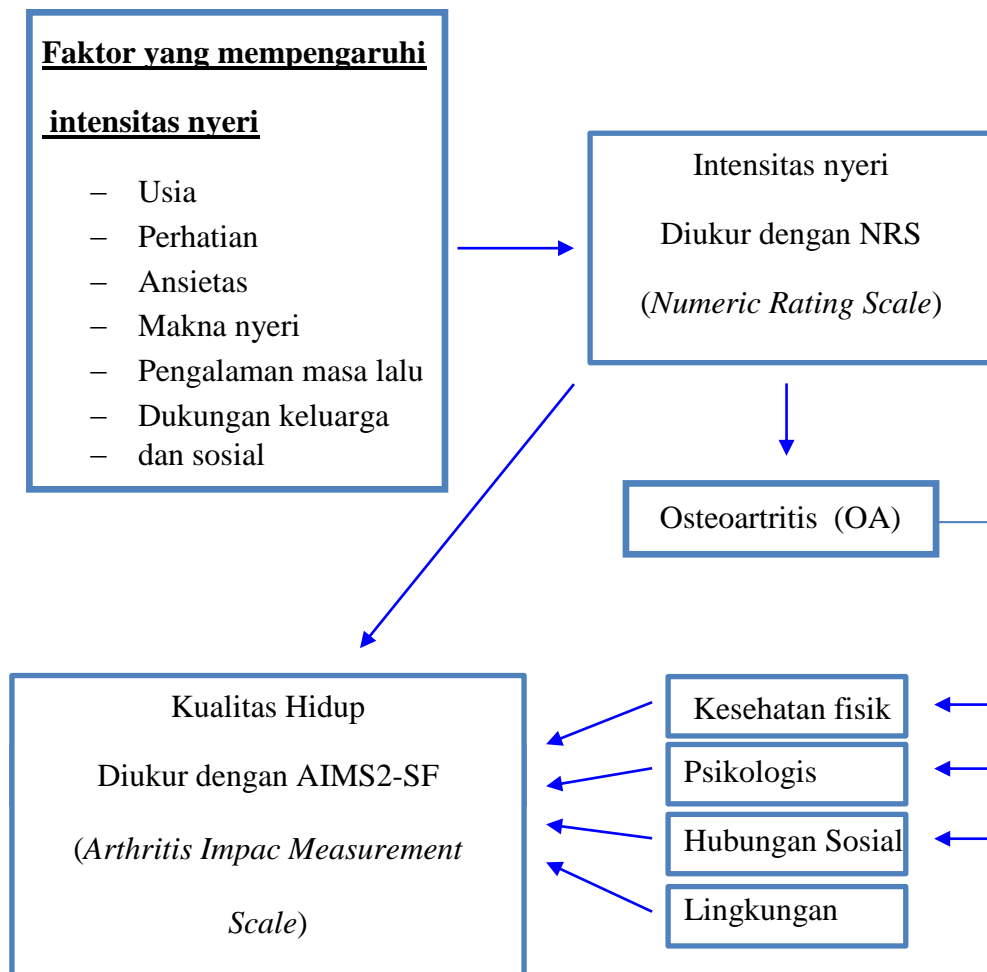 Faktor yang mempengaruhi
intensitas nyeri
– Usia
– Perhatian
– Ansietas
– Makna nyeri
– Pengalaman masa lalu
– Dukungan keluarga
– dan sosial
Intensitas nyeri
Diukur dengan NRS
(Numeric Rating Scale)
Osteoartritis (OA)
Kualitas Hidup
Diukur dengan AIMS2-SF
(Arthritis Impac Measurement
Scale)
Kesehatan fisik
Psikologis
Hubungan Sosial
Lingkungan